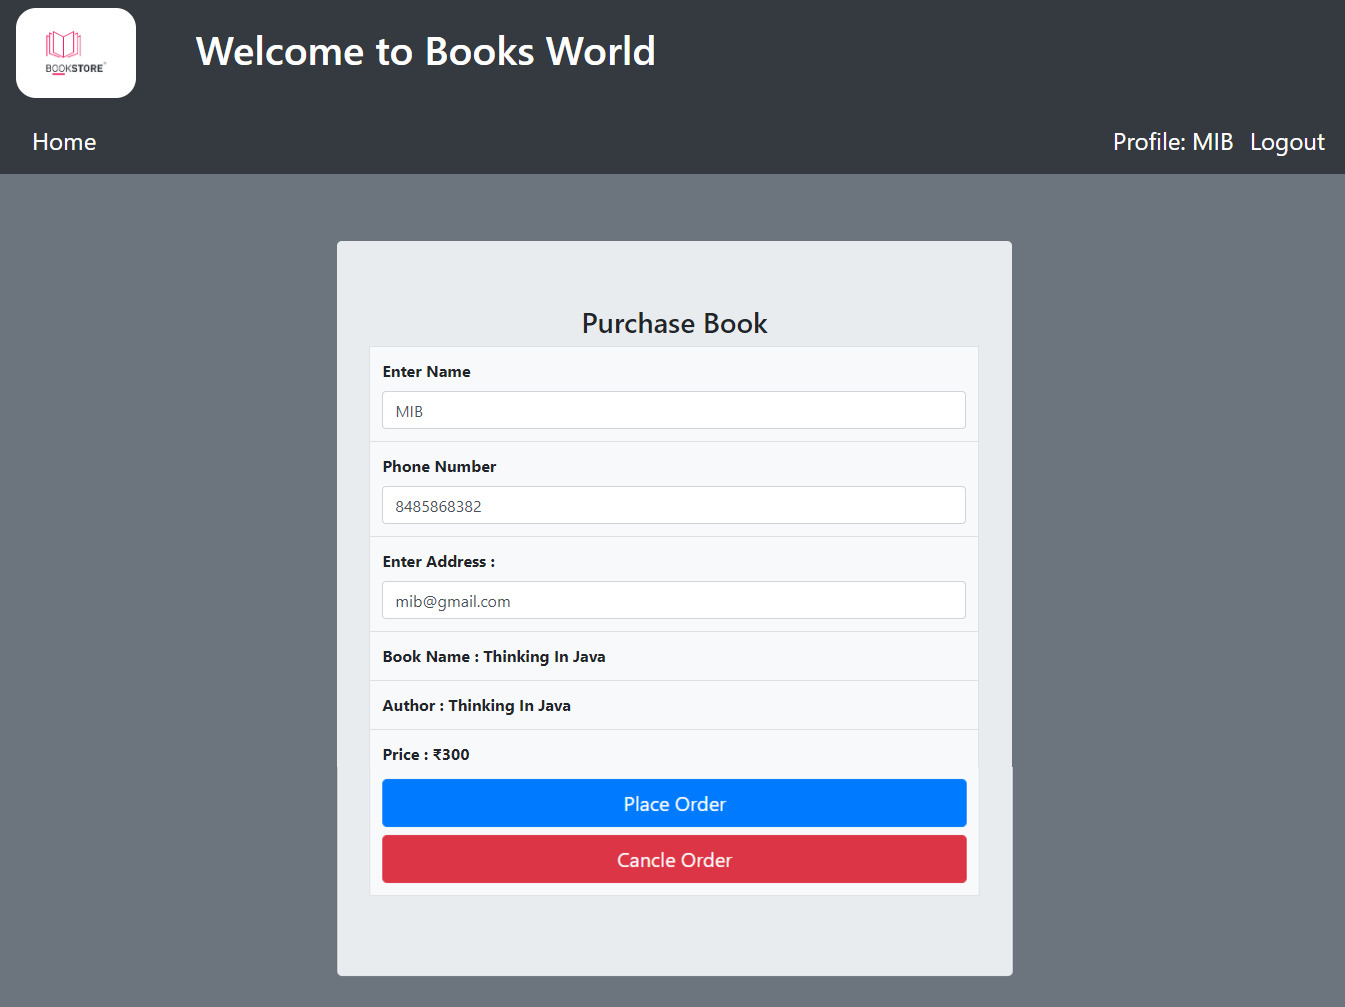 BOOKSTORE
Welcome to Books World
Home
Profile: MIB Logout
Purchase Book
Enter Name
MIB
Phone Number
8485868382
Enter Address :
mib@gmail.com
Book Name : Thinking In Java
Author : Thinking In Java
Price : ₹300
Place Order
Cancle Order